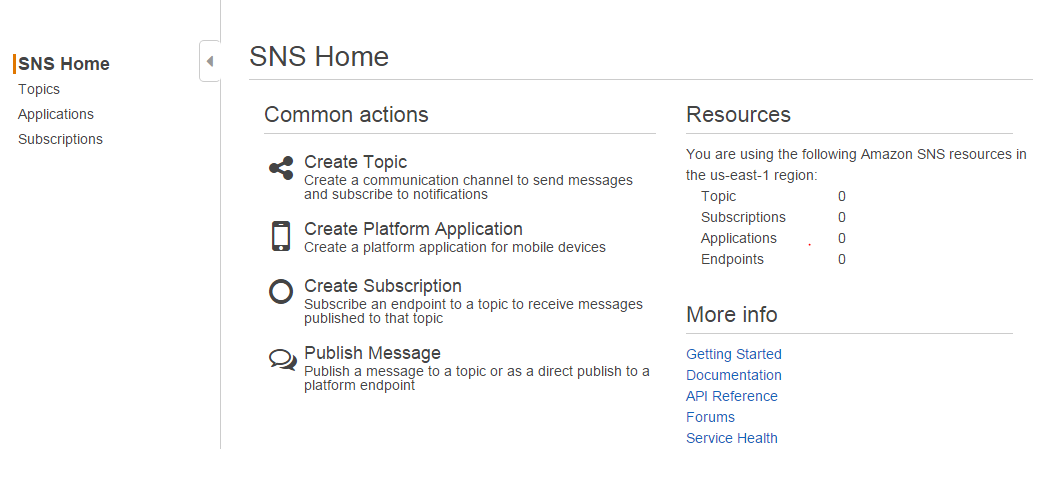 SNS Home
Topics
Applications
Subscriptions
SNS Home
Common actions
Create Topic
Create a communication channel to send messages
and subscribe to notifications
Create Platform Application
Create a platform application for mobile devices
Create Subscription
Subscribe an endpoint to a topic to receive messages
published to that topic
Publish Message
Publish a message to a topic or as a direct publish to a
platform endpoint
Resources
You are using the following Amazon SNS resources in
the us-east-1 region:
Topic 0
Subscriptions 0
Applications 0
Endpoints 0
More info
Getting Started
Documentation
API Reference
Forums
Service Health